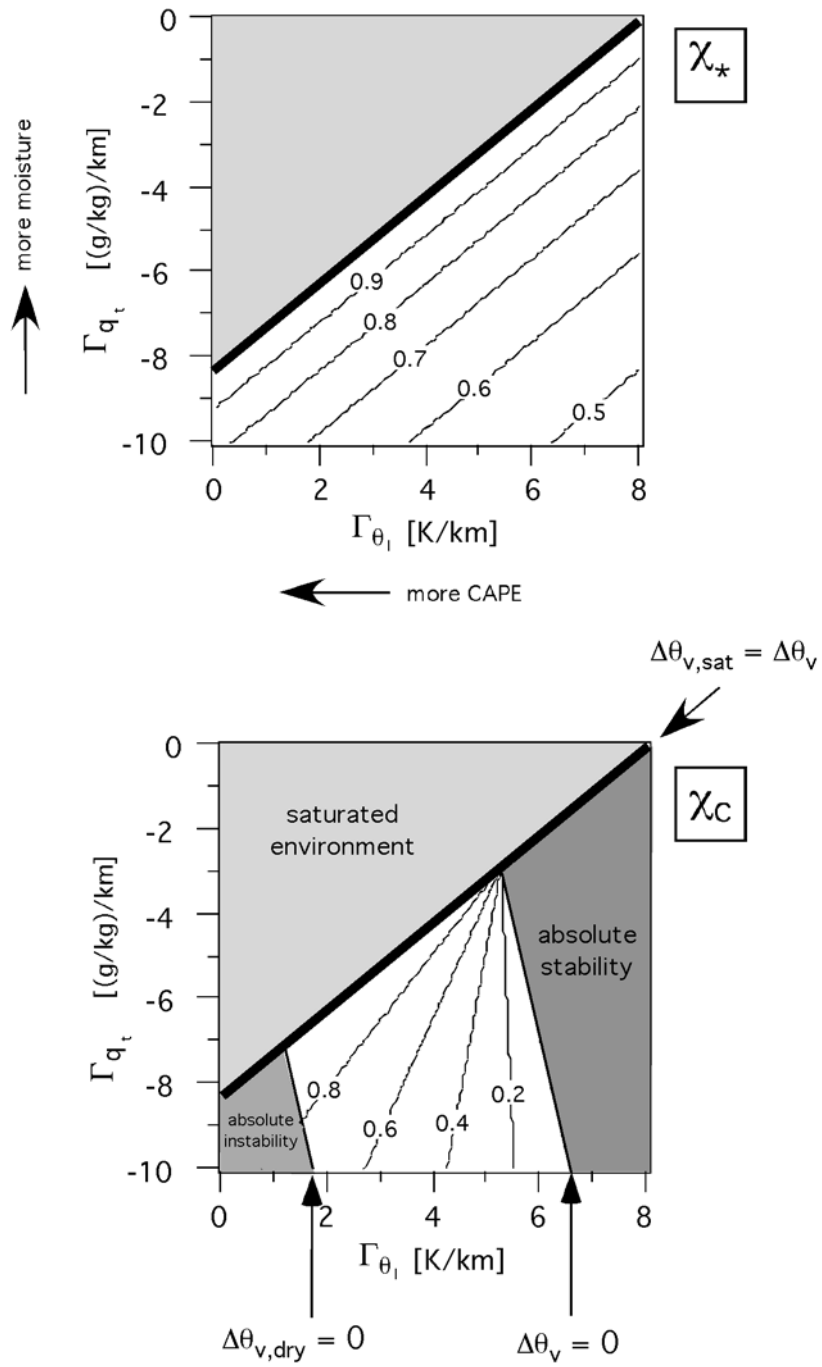 0
-2
-4
-6
-8
-10
more moisture
Γqt [(g/kg)/km]
χ*
0.9
0.8
0.7
0.6
0.5
0 2 4 6 8
Γθl [K/km]
more CAPE
Δθv,sat = Δθv
0
-2
-4
-6
-8
-10
Γqt [(g/kg)/km]
χC
saturated
environment
absolute
stability
absolute
instability
0.8
0.6
0.4
0.2
0 2 4 6 8
Γθl [K/km]
Δθv,dry = 0
Δθv = 0